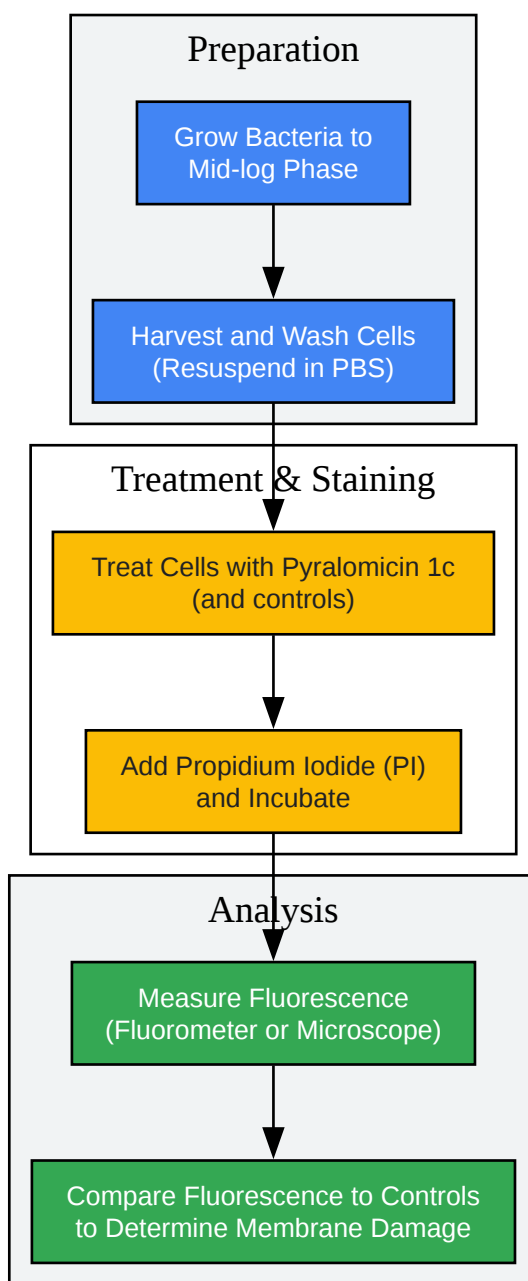 Preparation
Grow Bacteria to
Mid-log Phase
Harvest and Wash Cells
(Resuspend in PBS)
Treatment & Staining
Treat Cells with Pyralomicin 1c
(and controls)
Add Propidium Iodide (PI)
and Incubate
Analysis
Measure Fluorescence
(Fluorometer or Microscope)
Compare Fluorescence to Controls
to Determine Membrane Damage